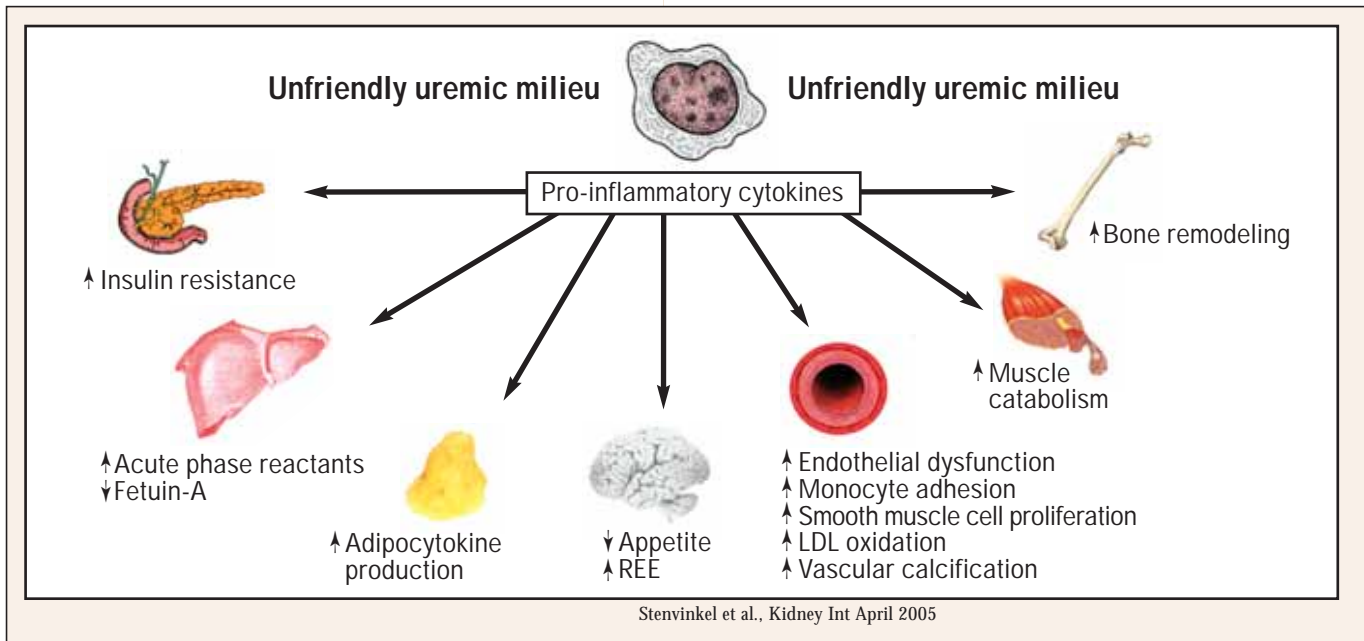 Unfriendly uremic milieu
Unfriendly uremic milieu
Pro-inflammatory cytokines
↑ Insulin resistance
↑ Bone remodeling
↑ Acute phase reactants
↓ Fetuin-A
↑ Adipocytokine
production
↓ Appetite
↑ REE
↑ Endothelial dysfunction
↑ Monocyte adhesion
↑ Smooth muscle cell proliferation
↑ LDL oxidation
↑ Vascular calcification
↑ Muscle
catabolism
Stenvinkel et al., Kidney Int April 2005